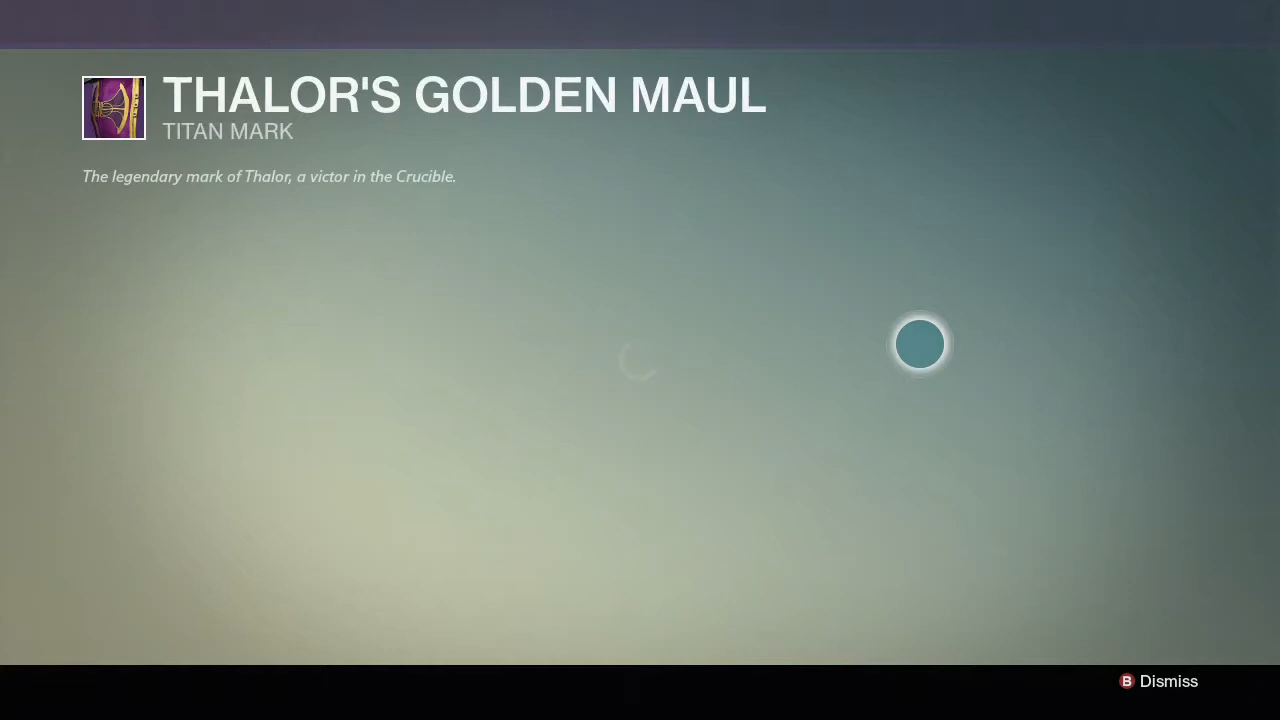 THALOR'S GOLDEN MAUL
TITAN MARK
The legendary mark of Thalor, a victor in the Crucible.
B Dismiss